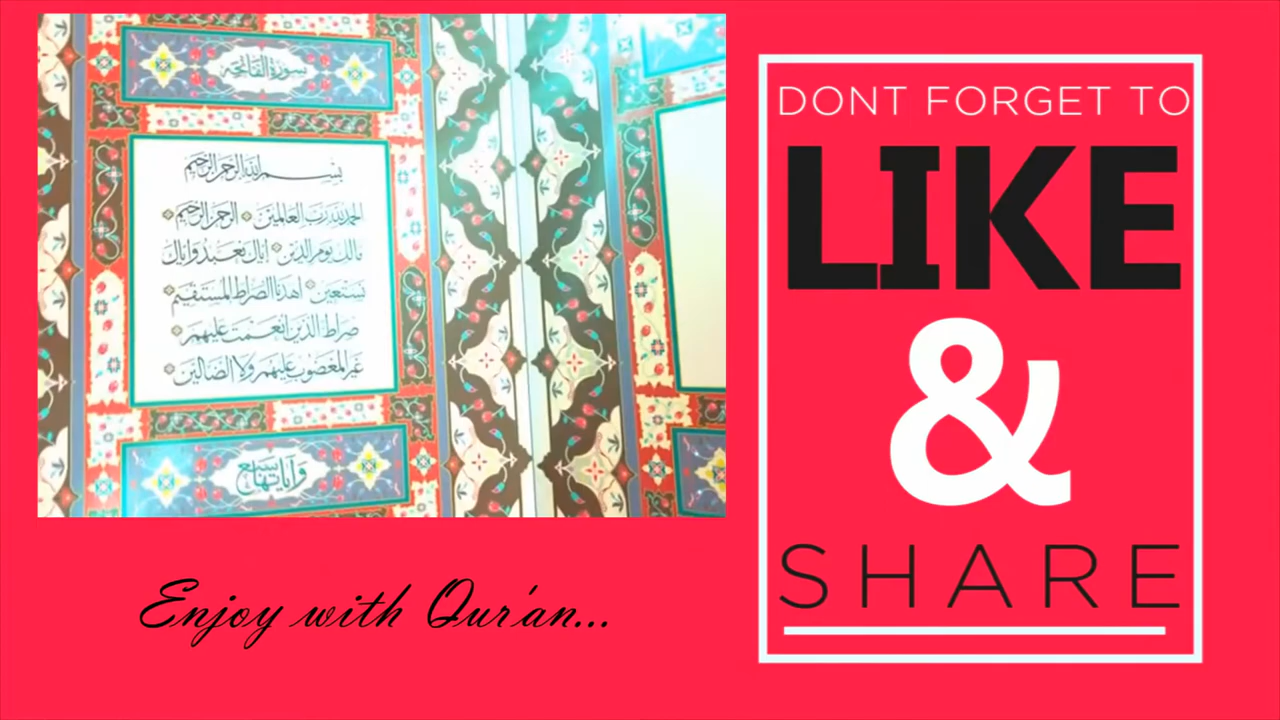 سورة الفاتحة
بسم الله الرحمن الرحيم
الحمد لله رب العالمين الرحمن الرحيم
مالك يوم الدين إياك نعبد وإياك
نستعين اهدنا الصراط المستقيم
صراط الذين أنعمت عليهم
غير المغضوب عليهم ولا الضالين
وآياتها سبع
Enjoy with Qur'an...
DONT FORGET TO
LIKE
&
SHARE